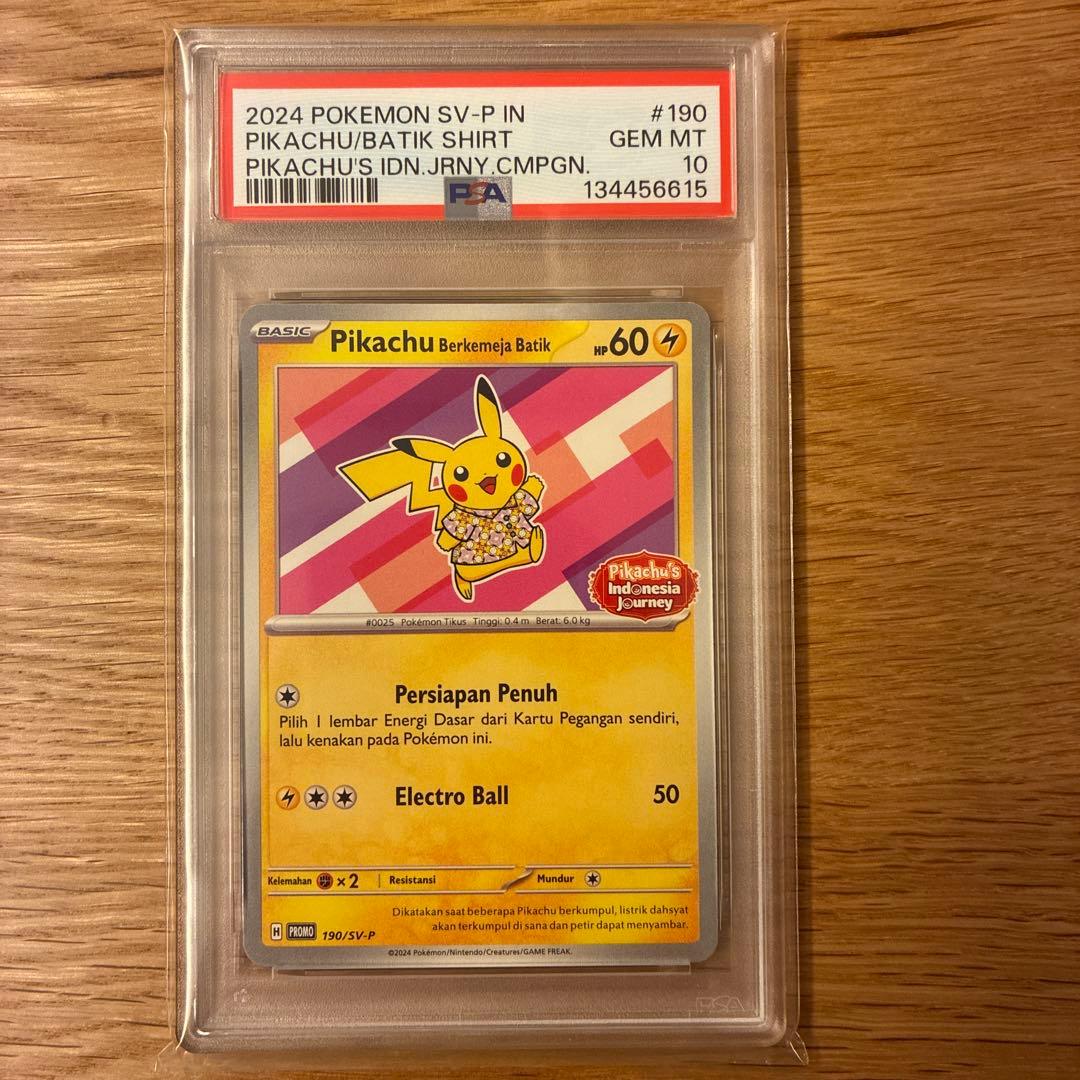 2024 POKEMON SV-P IN #190
PIKACHU/BATIK SHIRT GEM MT
PIKACHU'S IDN.JRNY.CMPGN. 10
PSA 134456615
BASIC Pikachu Berkemeja Batik HP 60
Pikachu's
Indonesia
Journey
#0025 Pokémon Tikus Tinggi: 0.4 m Berat: 6.0 kg
Persiapan Penuh
Pilih 1 lembar Energi Dasar dari Kartu Pegangan sendiri,
lalu kenakan pada Pokémon ini.
Electro Ball 50
Kelemahan ×2 Resistansi Mundur
Dikatakan saat beberapa Pikachu berkumpul, listrik dahsyat
akan terkumpul di sana dan petir dapat menyambar.
H PROMO 190/SV-P
©2024 Pokémon/Nintendo/Creatures/GAME FREAK.
PSA